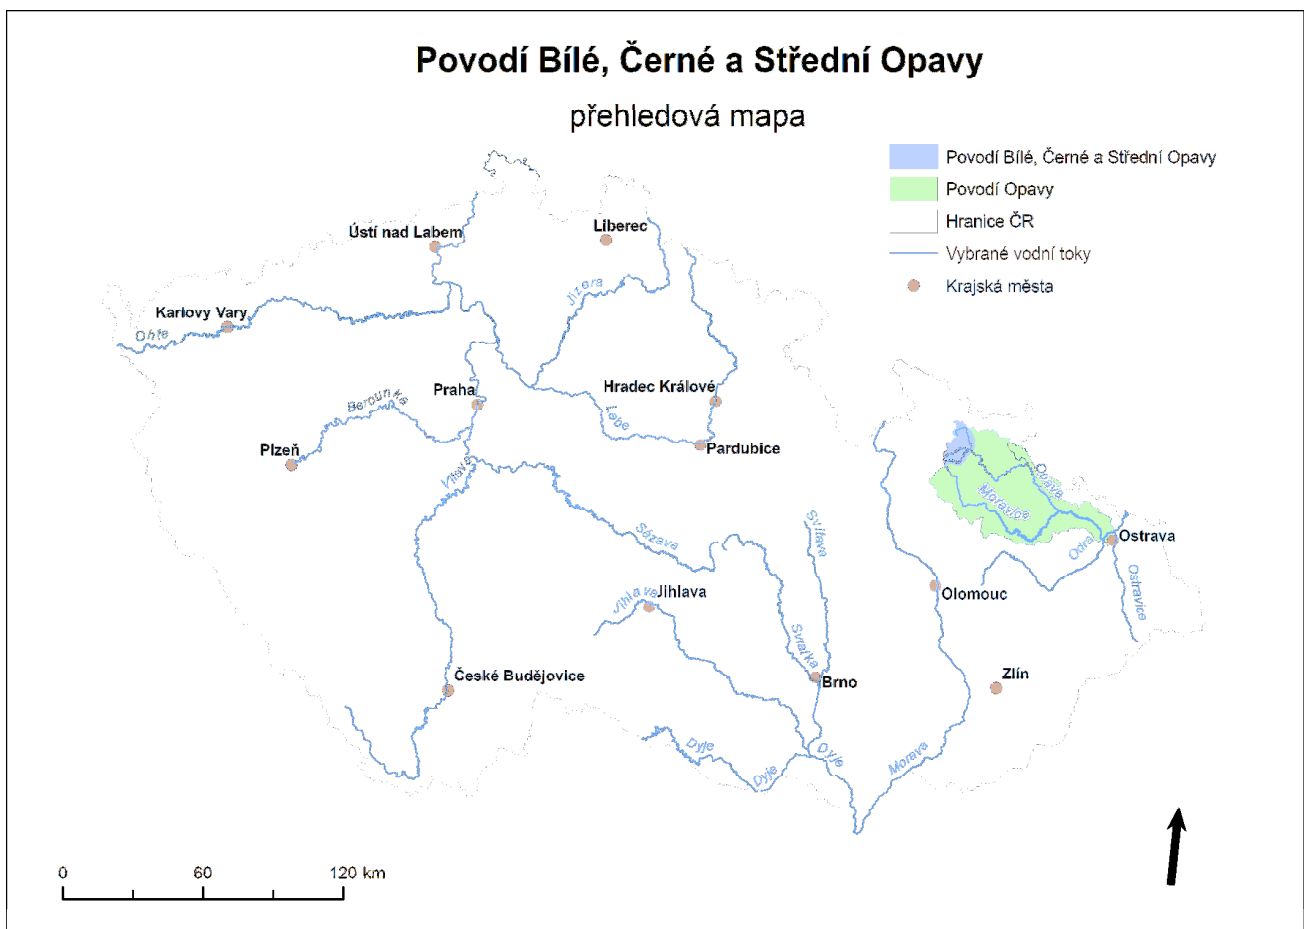 Povodí Bílé, Černé a Střední Opavy
přehledová mapa
Povodí Bílé, Černé a Střední Opavy
Povodí Opavy
Hranice ČR
Vybrané vodní toky
Krajská města
Ústí nad Labem
Liberec
Jizera
Karlovy Vary
Ohře
Praha
Hradec Králové
Berounka
Labe
Plzeň
Pardubice
Vltava
Opava
Moravice
Svitava
Sázava
Odra
Ostrava
Jihlava
Jihlava
Olomouc
Ostravice
Svratka
České Budějovice
Brno
Zlín
Dyje
Dyje
Dyje
Morava
0 60 120 km